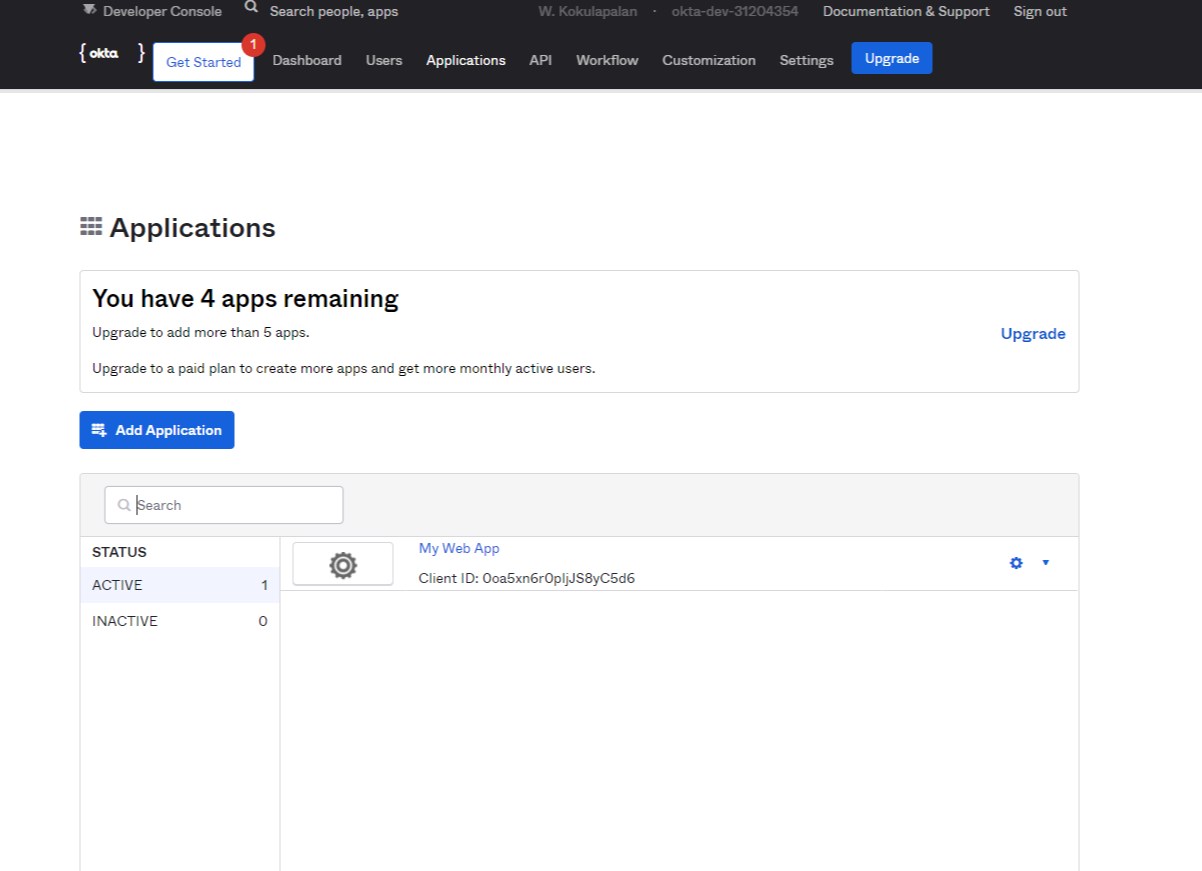 Developer Console Search people, apps W. Kokulapalan · okta-dev-31204354 Documentation & Support Sign out
{ okta } Get Started 1 Dashboard Users Applications API Workflow Customization Settings Upgrade
Applications
You have 4 apps remaining
Upgrade to add more than 5 apps.
Upgrade
Upgrade to a paid plan to create more apps and get more monthly active users.
Add Application
Search
STATUS
ACTIVE 1
INACTIVE 0
My Web App
Client ID: 0oa5xn6r0pljJS8yC5d6